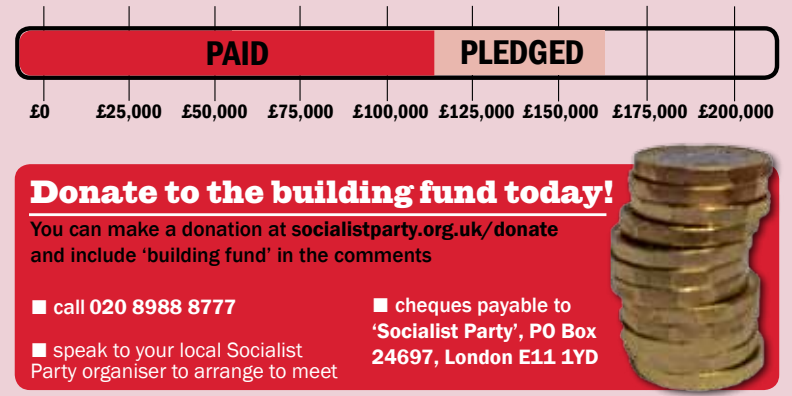 PAID PLEDGED
£0 £25,000 £50,000 £75,000 £100,000 £125,000 £150,000 £175,000 £200,000
Donate to the building fund today!
You can make a donation at socialistparty.org.uk/donate
and include ‘building fund’ in the comments
■ call 020 8988 8777
■ speak to your local Socialist
Party organiser to arrange to meet
■ cheques payable to
‘Socialist Party’, PO Box
24697, London E11 1YD